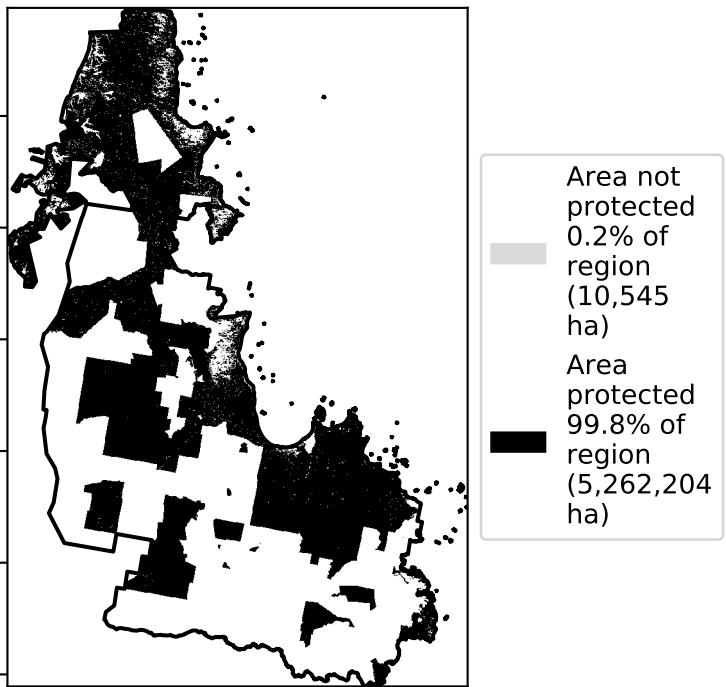 Area not
protected
0.2% of
region
(10,545
ha)
Area
protected
99.8% of
region
(5,262,204
ha)